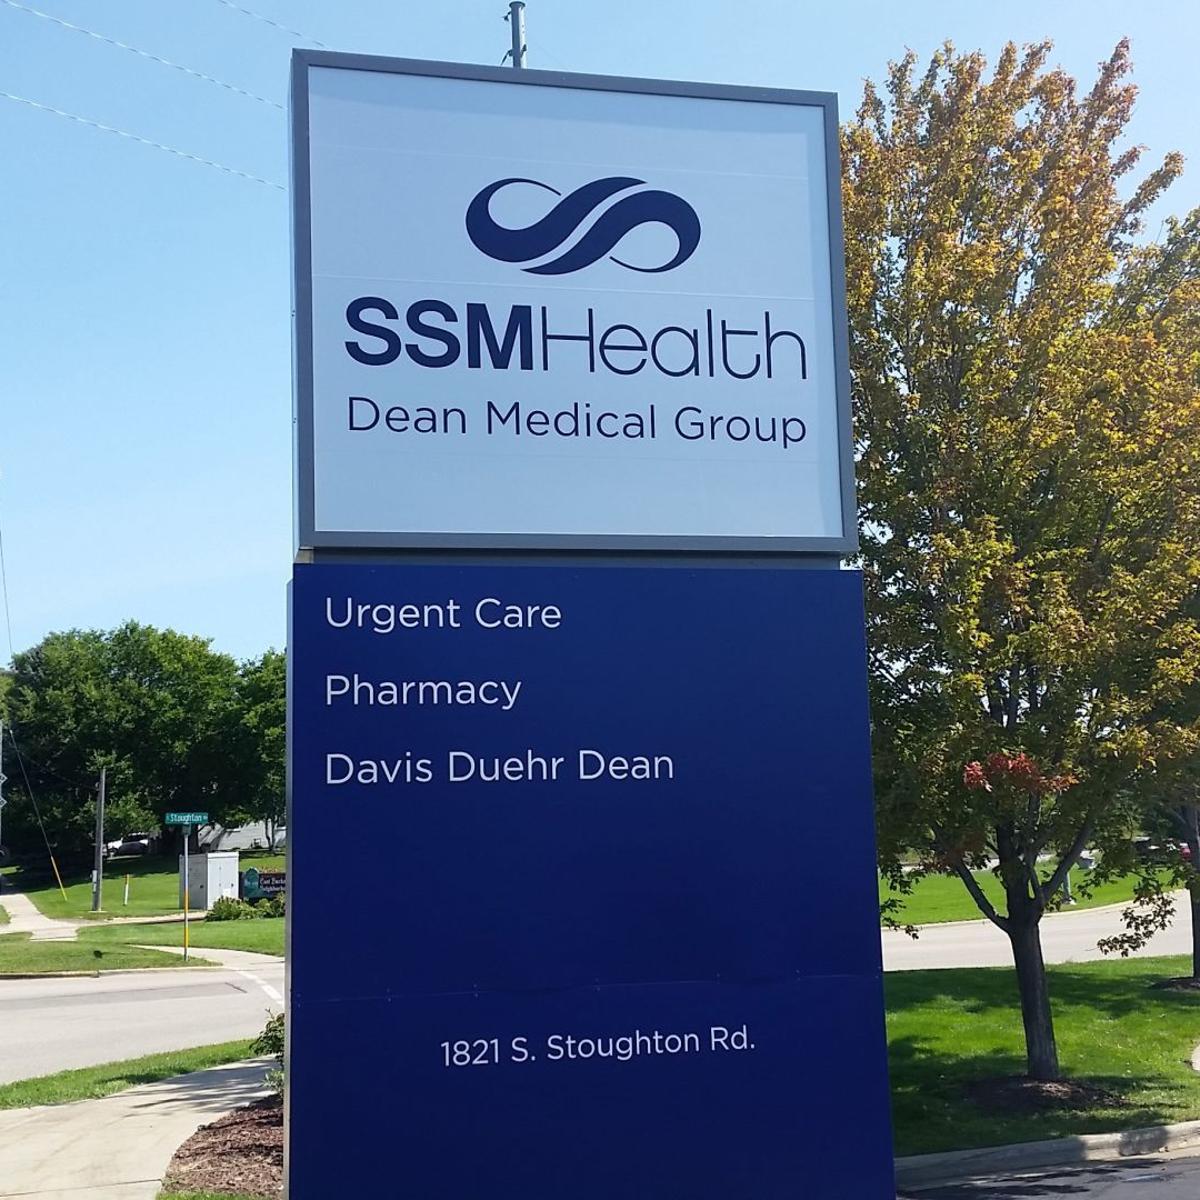 SSMHealth
Dean Medical Group
Urgent Care
Pharmacy
Davis Duehr Dean
1821 S. Stoughton Rd.
Stoughton